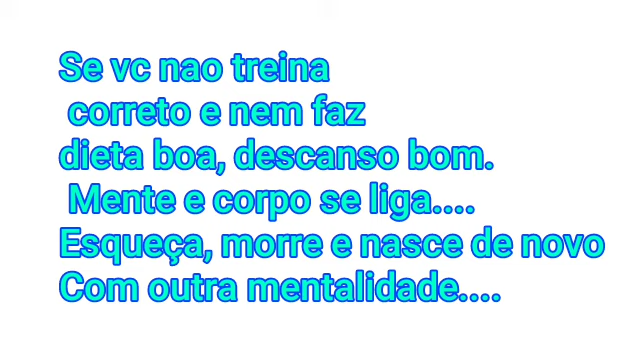 Se vc nao treina
correto e nem faz
dieta boa, descanso bom.
Mente e corpo se liga....
Esqueça, morre e nasce de novo
Com outra mentalidade....